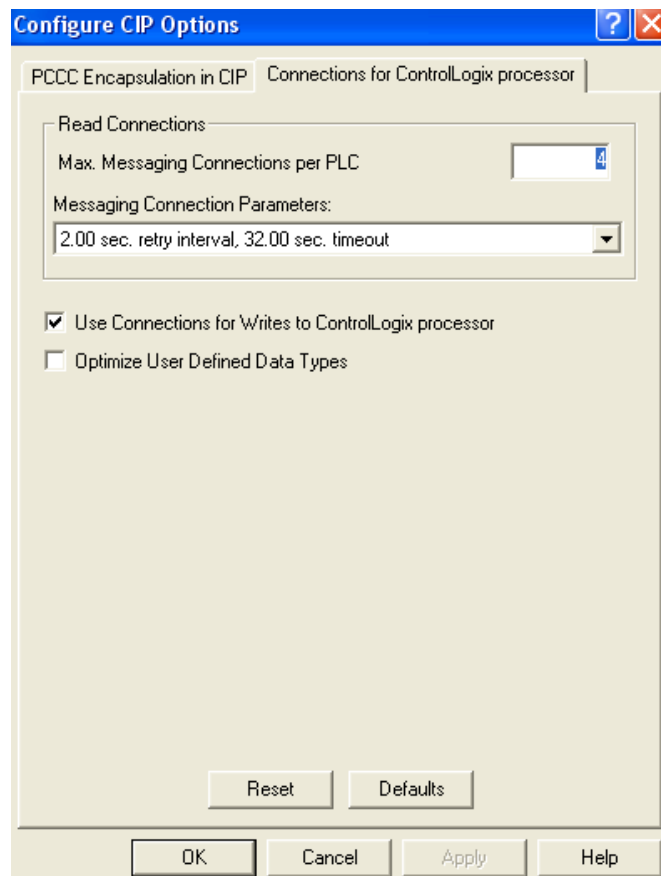 Configure CIP Options
PCCC Encapsulation in CIP Connections for ControlLogix processor
Read Connections
Max. Messaging Connections per PLC 4
Messaging Connection Parameters:
2.00 sec. retry interval, 32.00 sec. timeout
Use Connections for Writes to ControlLogix processor
Optimize User Defined Data Types
Reset Defaults
OK Cancel Apply Help